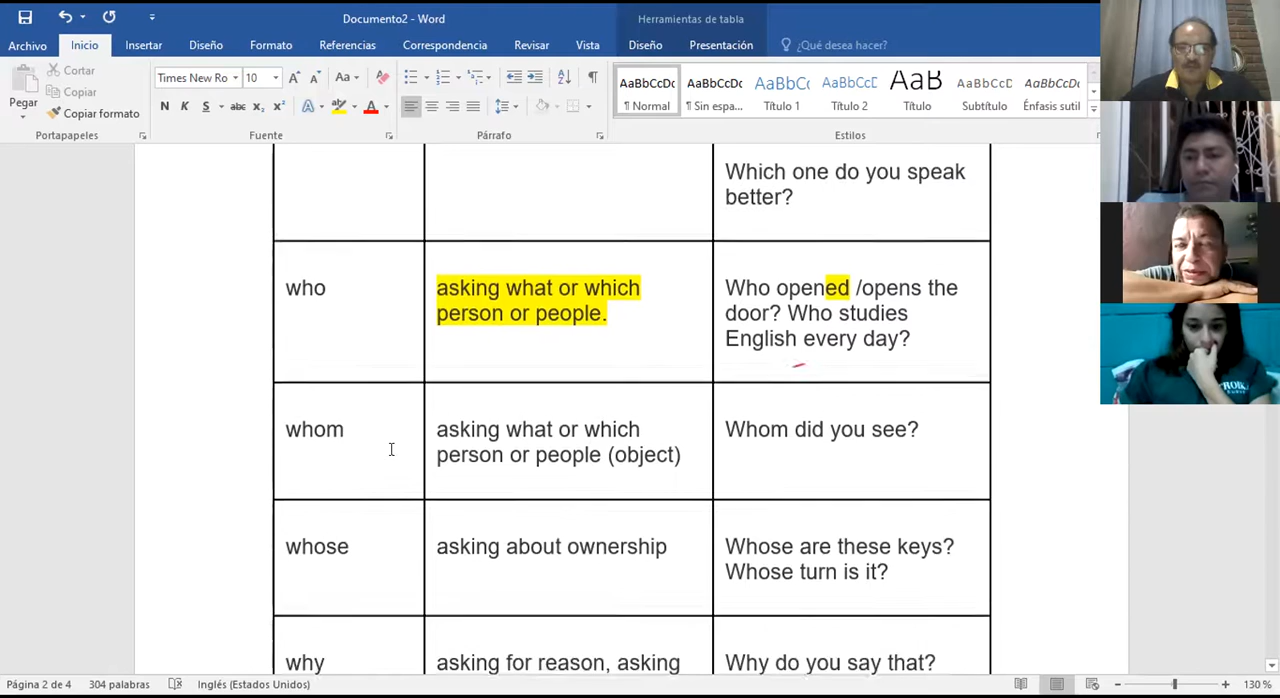 Documento2 - Word
Herramientas de tabla
Archivo Inicio Insertar Diseño Formato Referencias Correspondencia Revisar Vista Diseño Presentación ¿Qué desea hacer?
Pegar
Cortar
Copiar
Copiar formato
Portapapeles
Times New Ro 10
Aa
N K S abc x₂ x² A A
Fuente
Párrafo
AaBbCcDc AaBbCcDc AaBbCc AaBbCcD AaB AaBbCcD AaBbCcDc
¶ Normal ¶ Sin espa... Título 1 Título 2 Título Subtítulo Énfasis sutil
Estilos
Which one do you speak
better?
who
asking what or which
person or people.
Who opened /opens the
door? Who studies
English every day?
whom
asking what or which
person or people (object)
Whom did you see?
whose
asking about ownership
Whose are these keys?
Whose turn is it?
why
asking for reason, asking
Why do you say that?
Página 2 de 4 304 palabras Inglés (Estados Unidos) 130 %